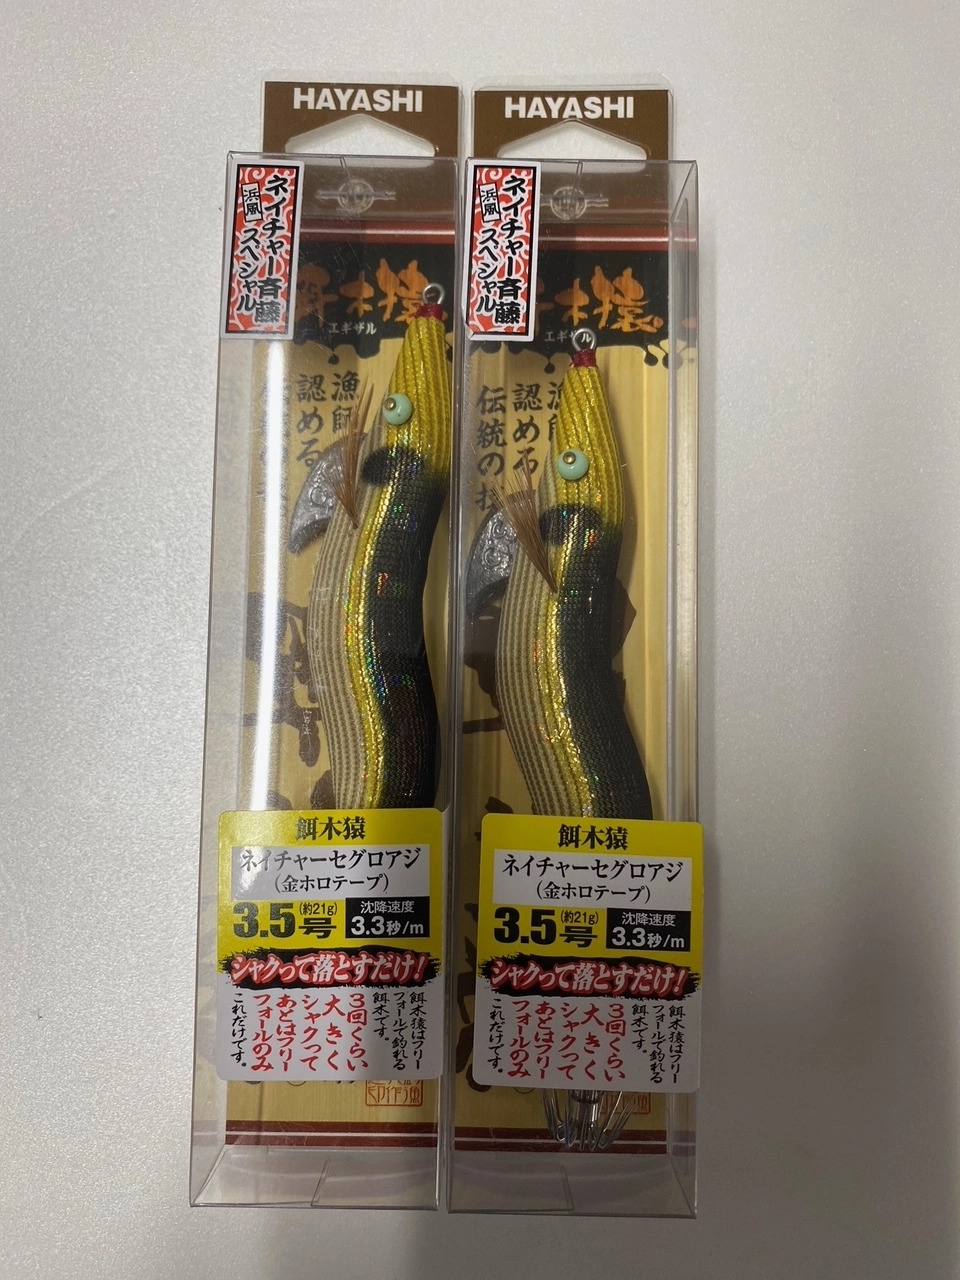 HAYASHI
ネイチャー斉藤
浜風 スペシャル
木猿
エギザル
漁師
認める
餌木猿
ネイチャーセグロアジ
(金ホロテープ)
3.5号 (約21g)
沈降速度
3.3秒/m
シャクって落とすだけ!
餌木猿はフリー
フォールで釣れる
餌木です。
3回くらい
大きく
シャクって
あとはフリー
フォールのみ
これだけです。
HAYASHI
ネイチャー斉藤
浜風 スペシャル
木猿
エギザル
認める
伝統の
餌木猿
ネイチャーセグロアジ
(金ホロテープ)
3.5号 (約21g)
沈降速度
3.3秒/m
シャクって落とすだけ!
餌木猿はフリー
フォールで釣れる
餌木です。
3回くらい
大きく
シャクって
あとはフリー
フォールのみ
これだけです。